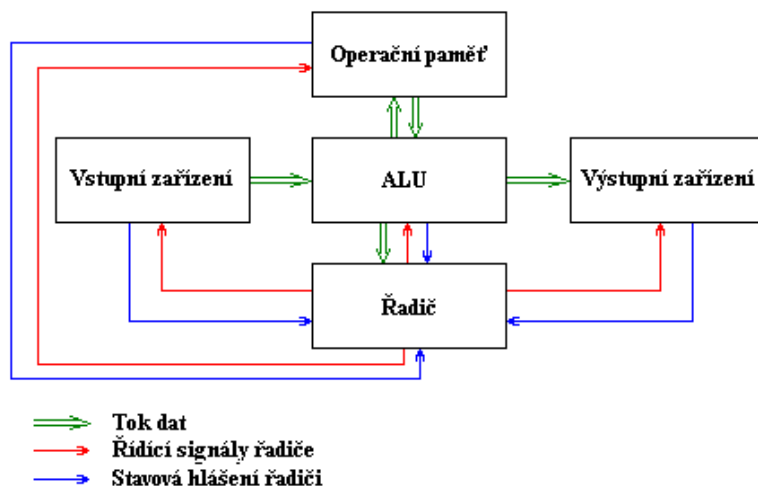 Operační paměť
Vstupní zařízení
ALU
Výstupní zařízení
Řadič
Tok dat
Řídící signály řadiče
Stavová hlášení řadiči